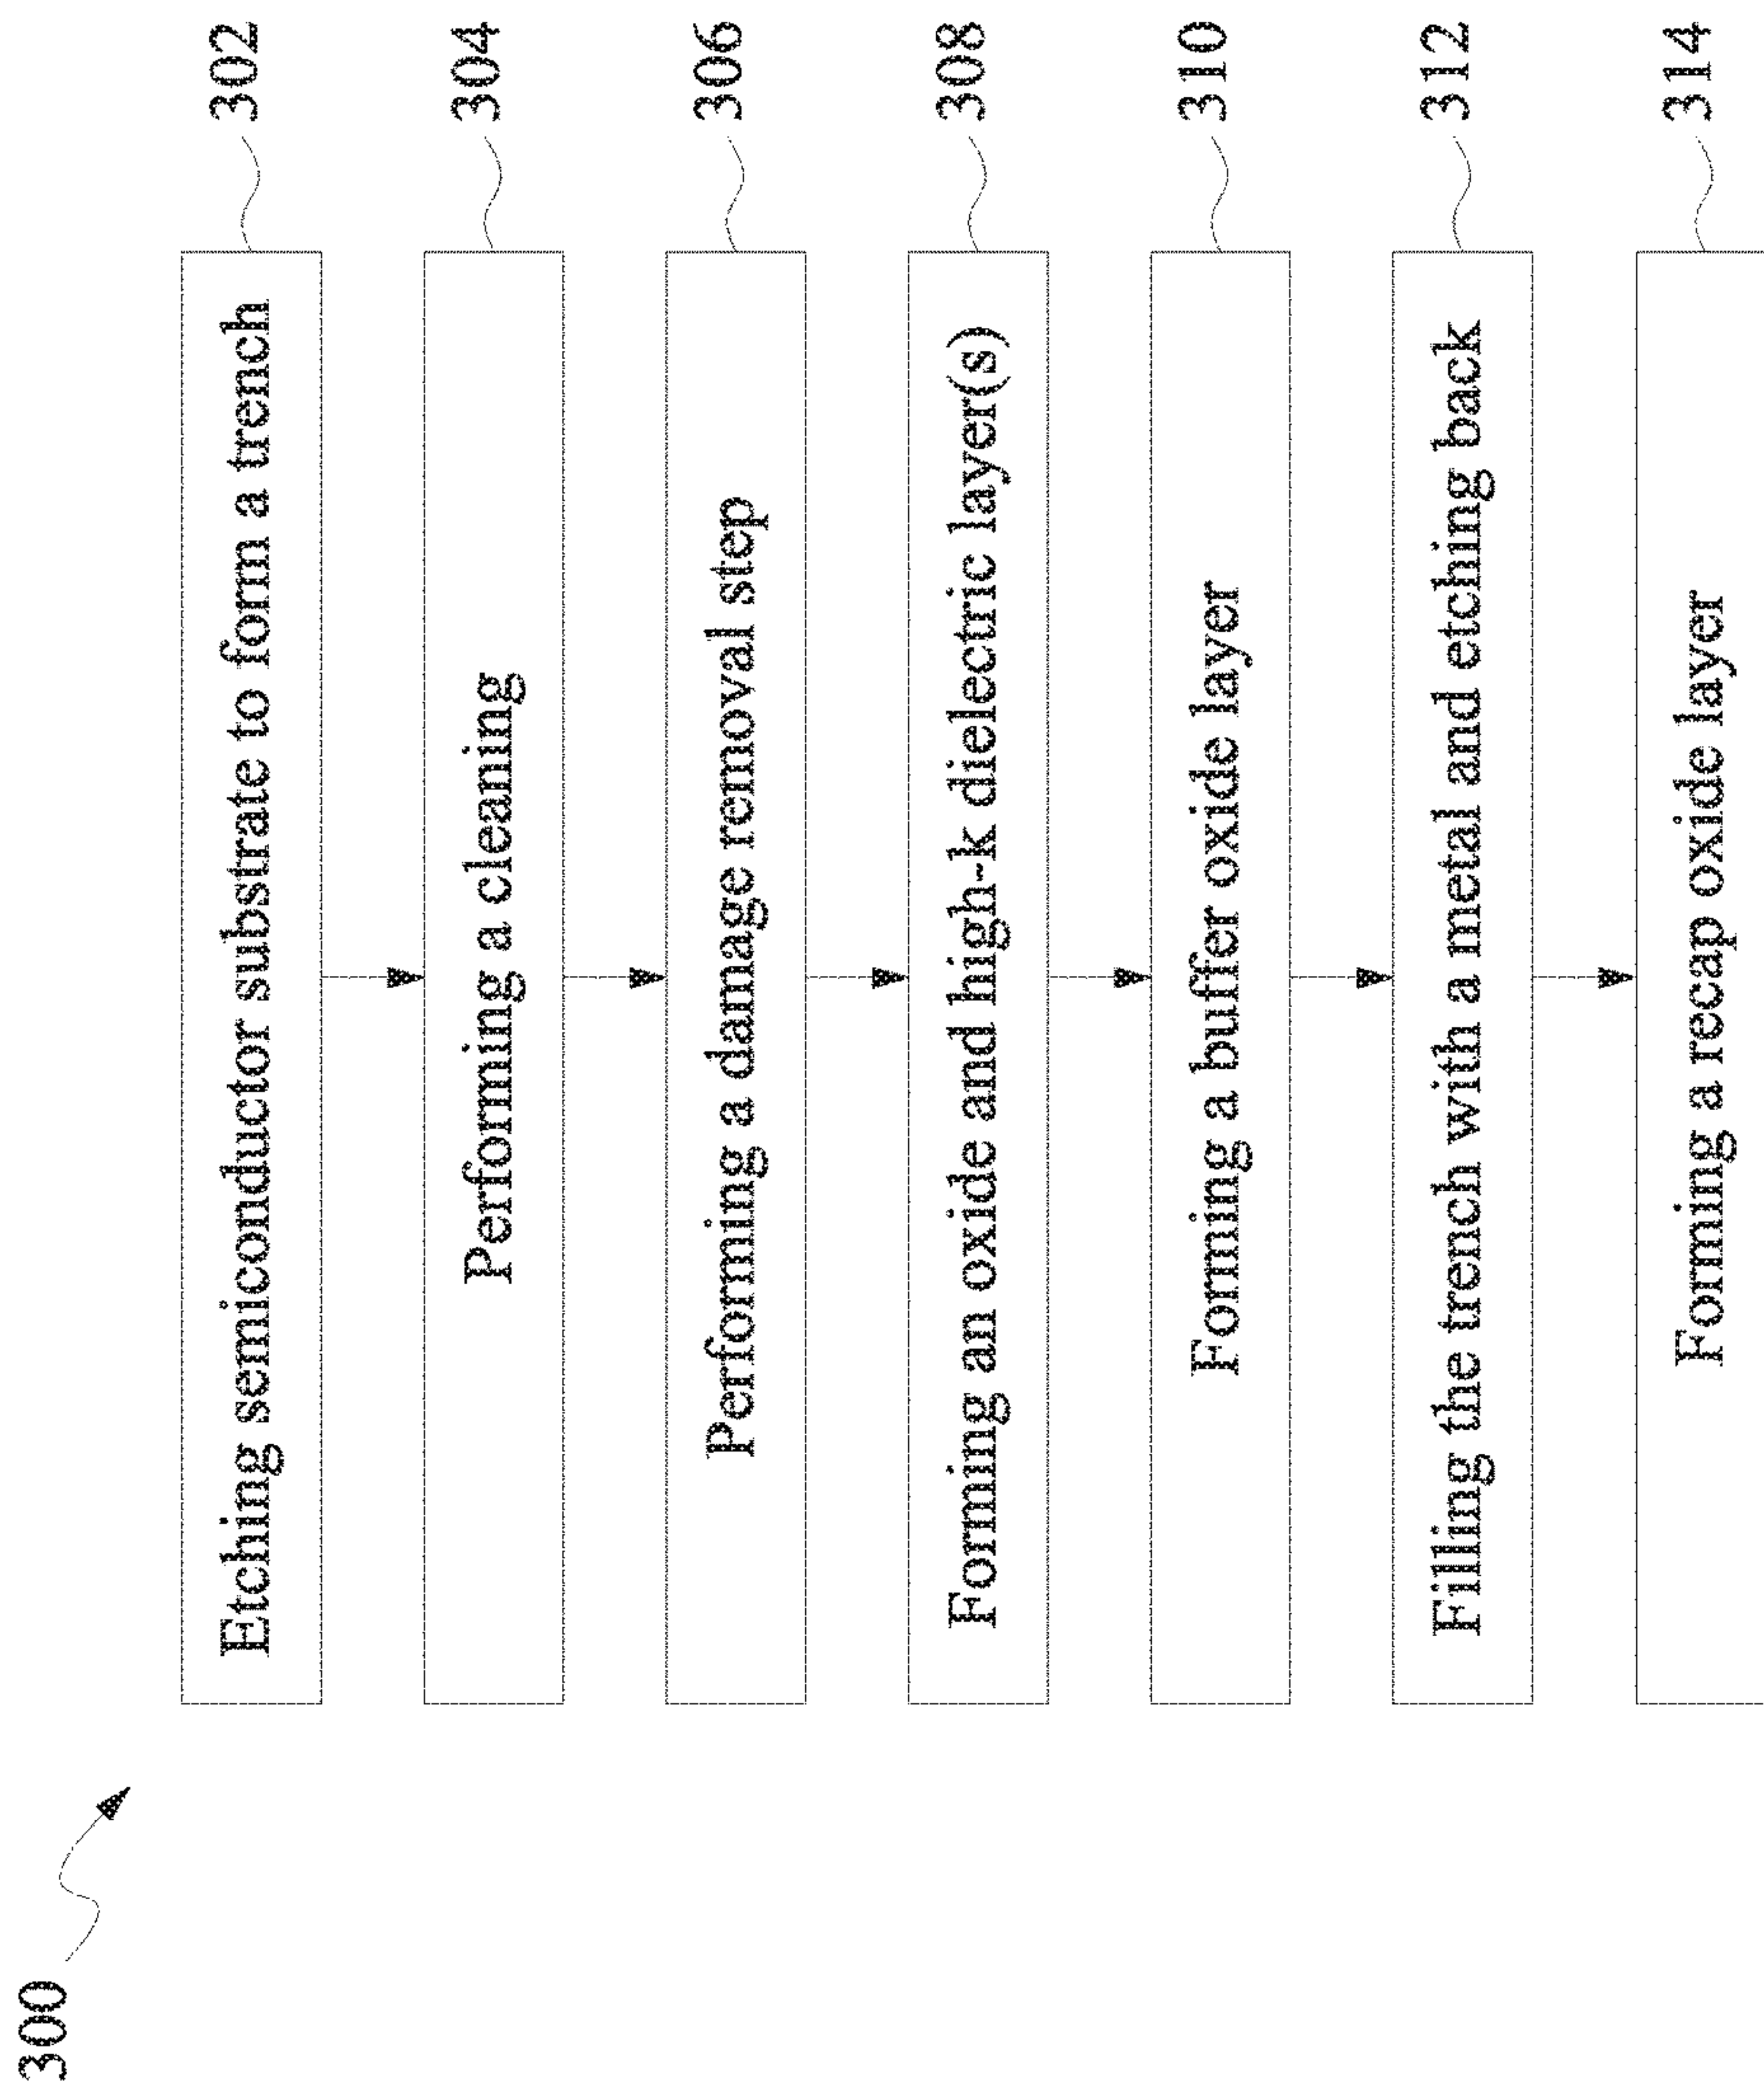 300
Etching semiconductor substrate to form a trench 302
Performing a cleaning 304
Performing a damage removal step 306
Forming an oxide and high-k dielectric layer(s) 308
Forming a buffer oxide layer 310
Filling the trench with a metal and etching back 312
Forming a recap oxide layer 314